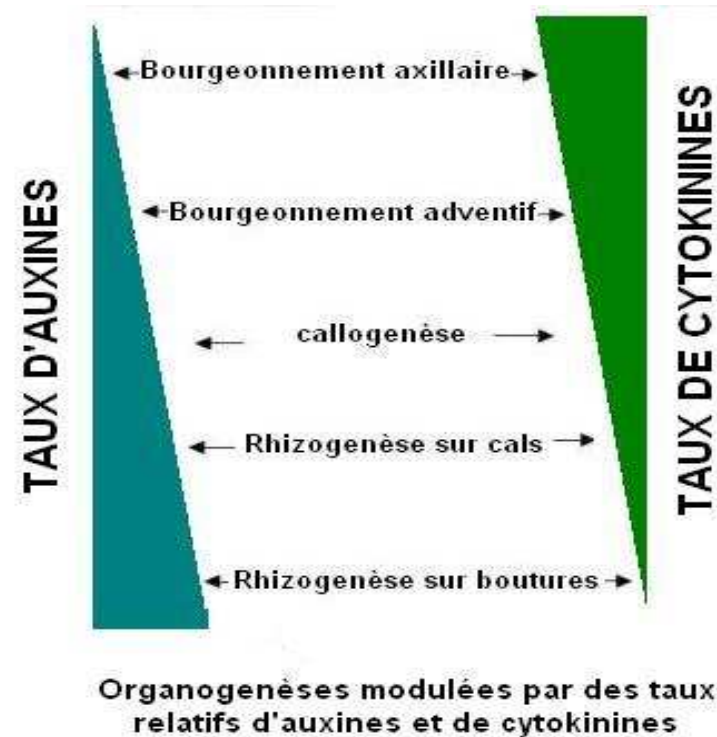 Bourgeonnement axillaire
Bourgeonnement adventif
callogenèse
Rhizogenèse sur cals
Rhizogenèse sur boutures
TAUX D'AUXINES
TAUX DE CYTOKININES
Organogenèses modulées par des taux
relatifs d'auxines et de cytokinines